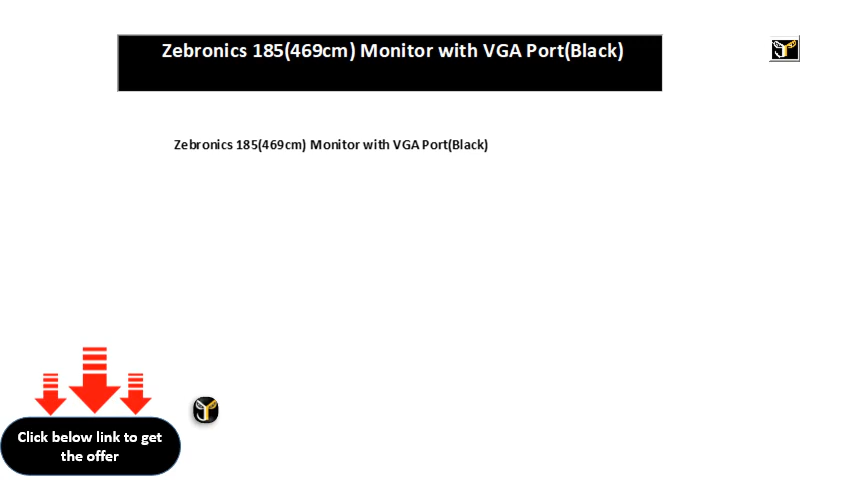 Zebronics 185(469cm) Monitor with VGA Port(Black)
Zebronics 185(469cm) Monitor with VGA Port(Black)
Click below link to get
the offer